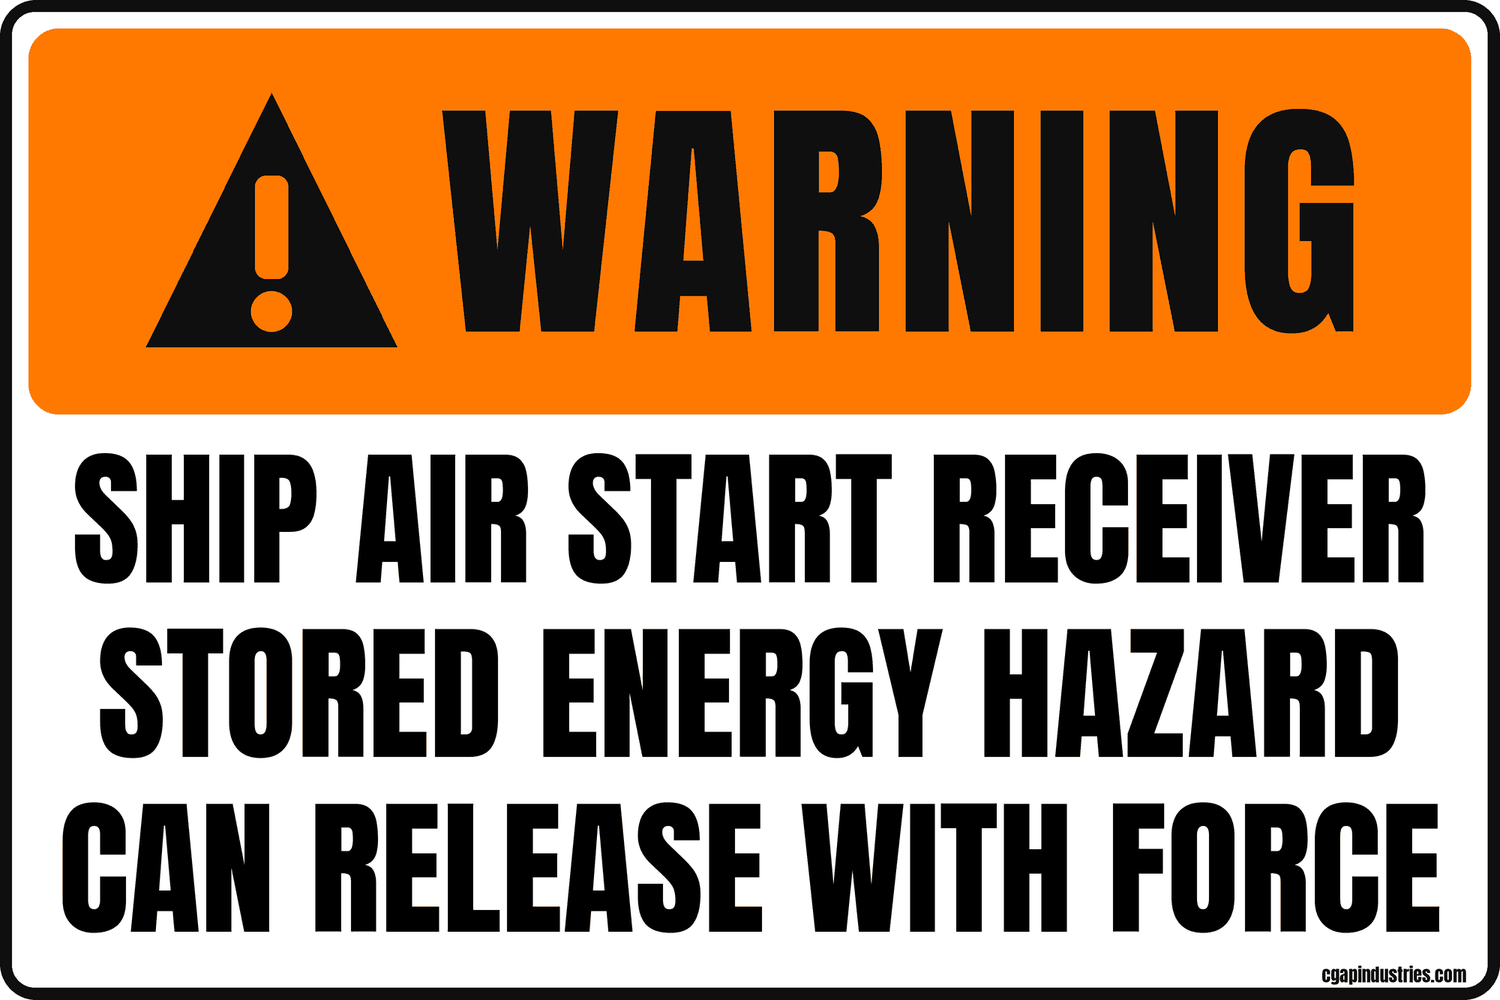 WARNING
SHIP AIR START RECEIVER
STORED ENERGY HAZARD
CAN RELEASE WITH FORCE
cgapindustries.com